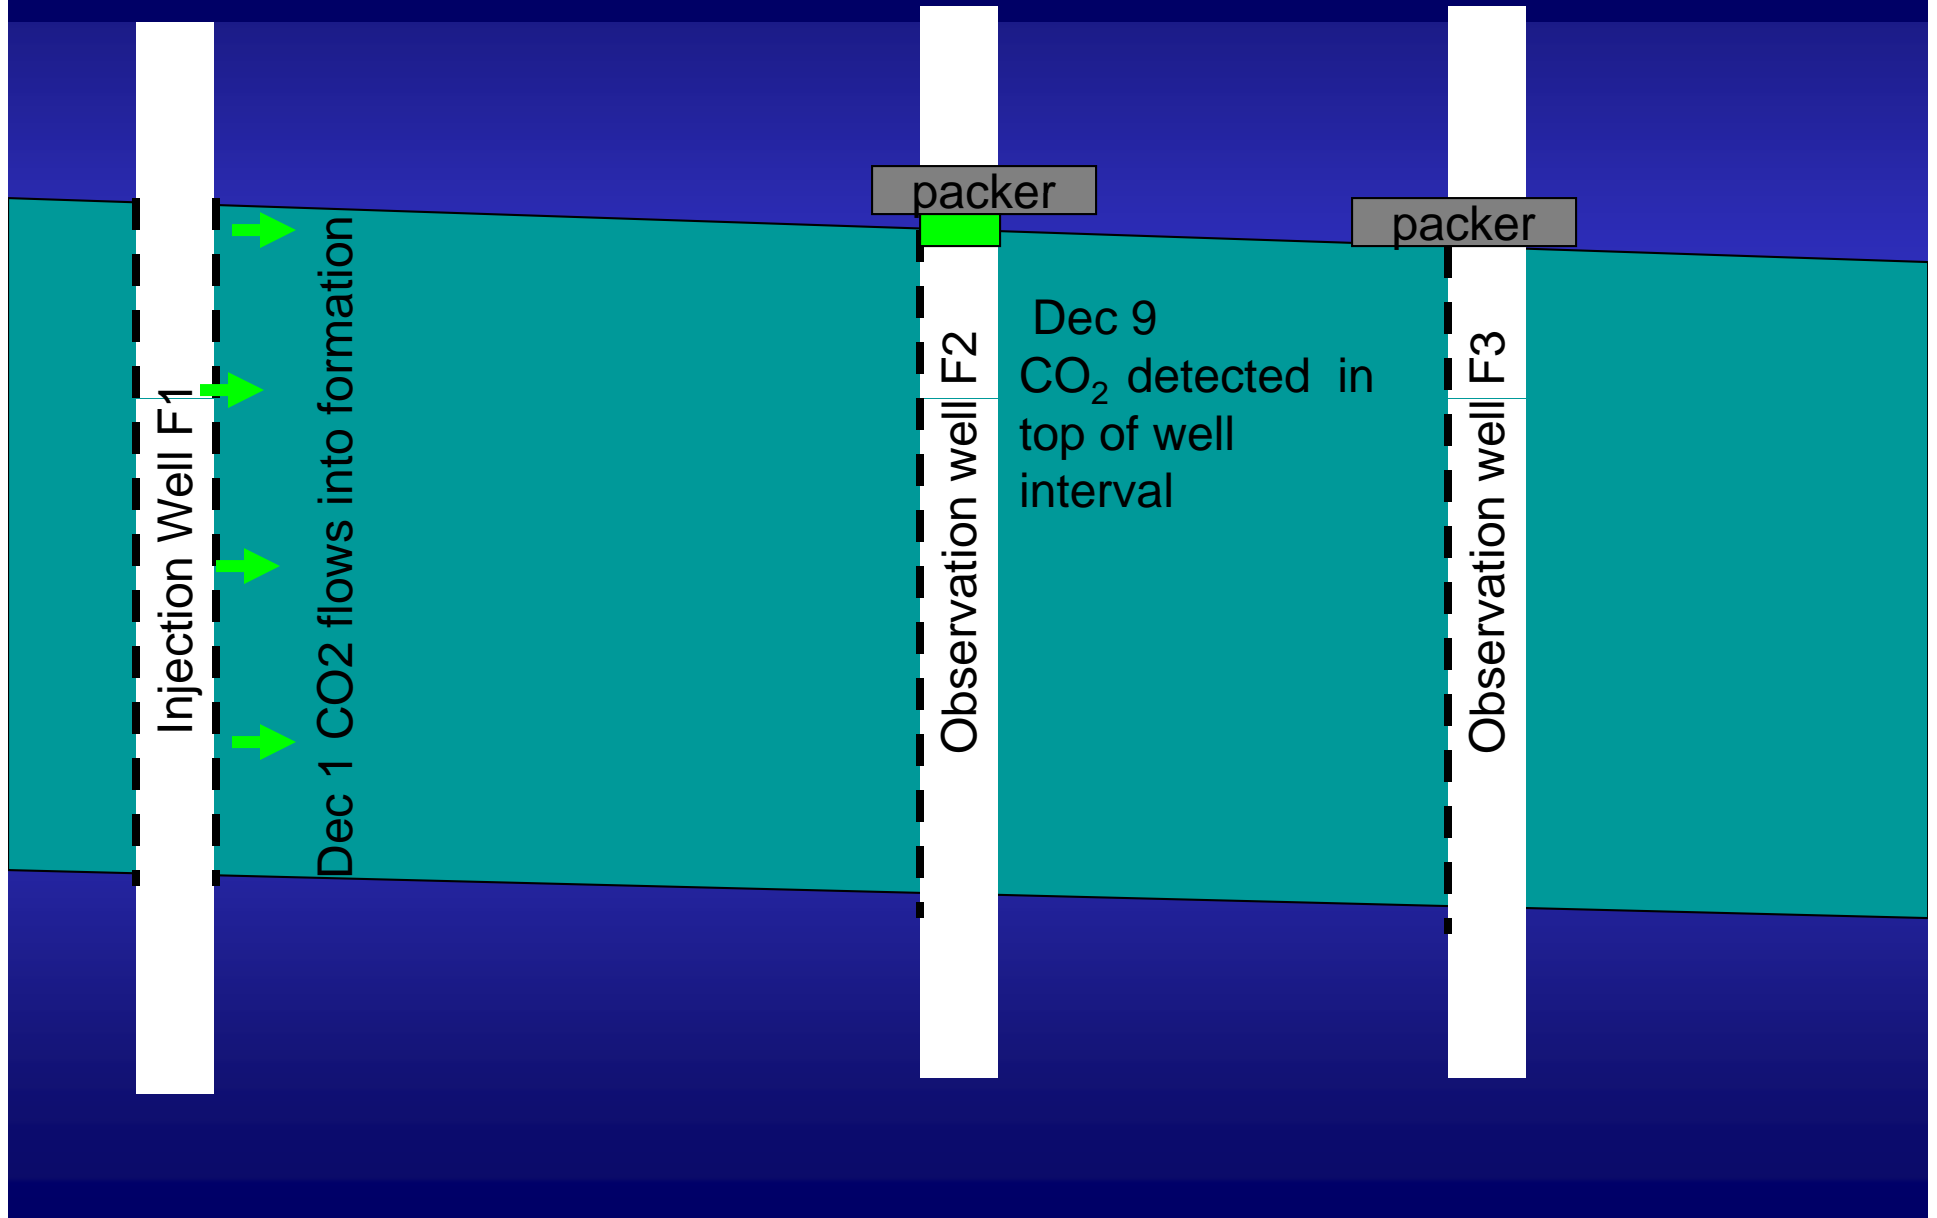 Injection Well F1
Dec 1 CO2 flows into formation
packer
Observation well F2
Dec 9
CO₂ detected in
top of well
interval
packer
Observation well F3